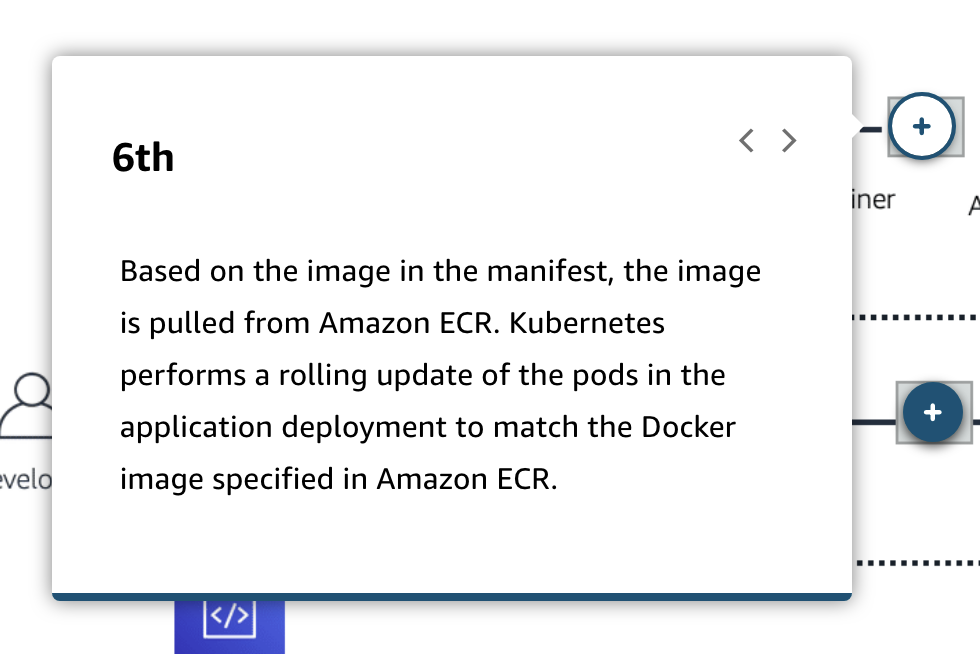 6th
Based on the image in the manifest, the image
is pulled from Amazon ECR. Kubernetes
performs a rolling update of the pods in the
application deployment to match the Docker
image specified in Amazon ECR.
iner
A
evelo